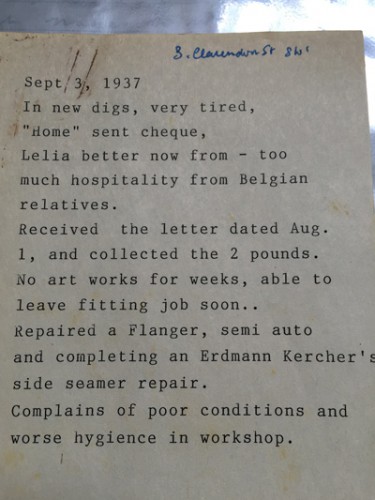 3. Clarendon St SW1
Sept 3, 1937
In new digs, very tired,
"Home" sent cheque,
Lelia better now from - too
much hospitality from Belgian
relatives.
Received the letter dated Aug.
1, and collected the 2 pounds.
No art works for weeks, able to
leave fitting job soon..
Repaired a Flanger, semi auto
and completing an Erdmann Kercher's
side seamer repair.
Complains of poor conditions and
worse hygience in workshop.